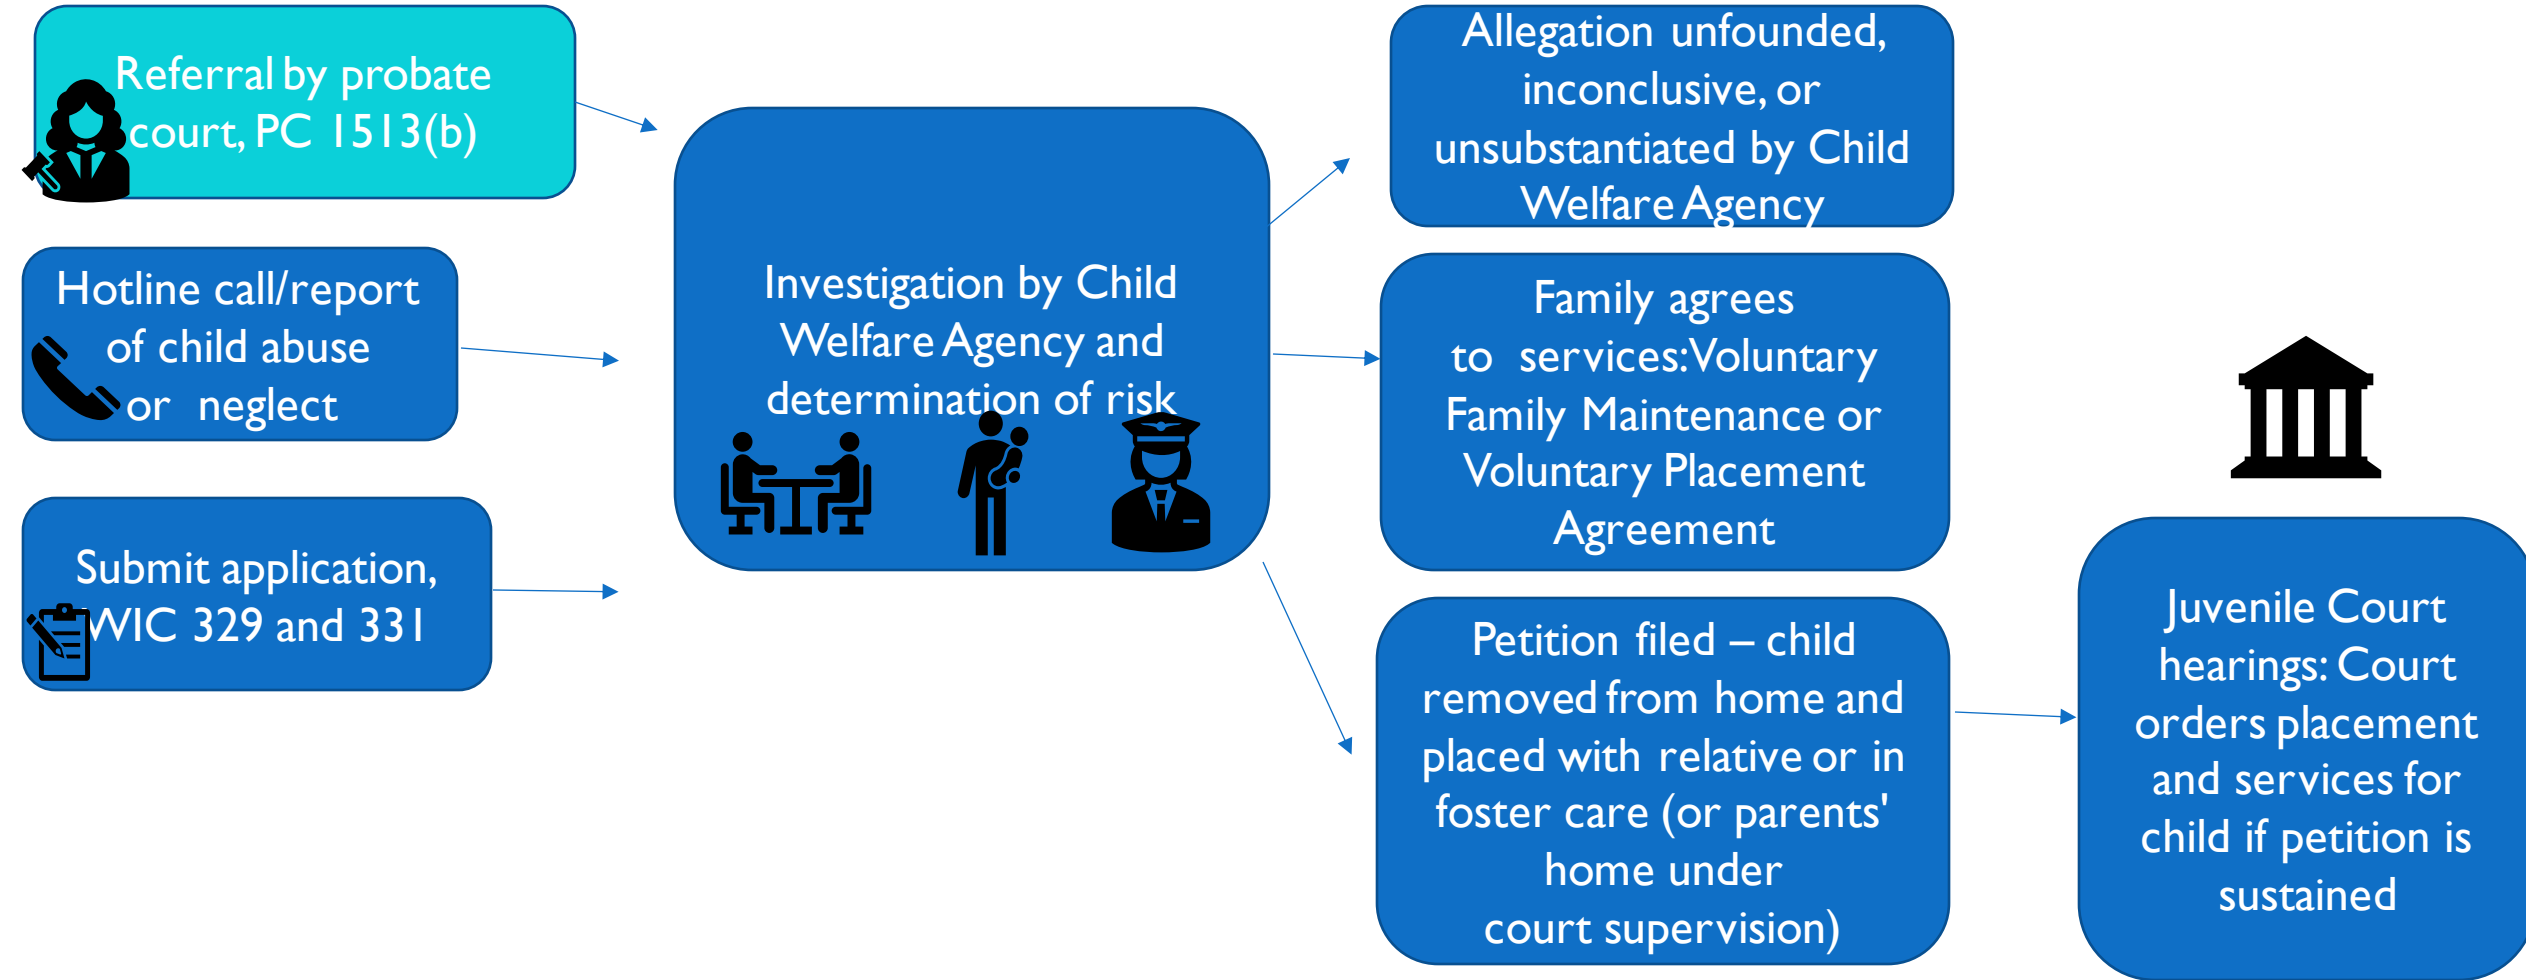 Referral by probate
court, PC 1513(b)
Hotline call/report
of child abuse
or neglect
Submit application,
WIC 329 and 331
Investigation by Child
Welfare Agency and
determination of risk
Allegation unfounded,
inconclusive, or
unsubstantiated by Child
Welfare Agency
Family agrees
to services: Voluntary
Family Maintenance or
Voluntary Placement
Agreement
Petition filed – child
removed from home and
placed with relative or in
foster care (or parents'
home under
court supervision)
Juvenile Court
hearings: Court
orders placement
and services for
child if petition is
sustained